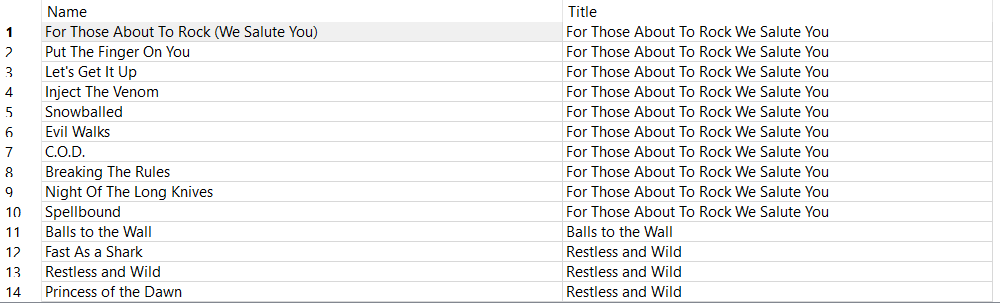 Name Title
1 For Those About To Rock (We Salute You) For Those About To Rock We Salute You
2 Put The Finger On You For Those About To Rock We Salute You
3 Let's Get It Up For Those About To Rock We Salute You
4 Inject The Venom For Those About To Rock We Salute You
5 Snowballed For Those About To Rock We Salute You
6 Evil Walks For Those About To Rock We Salute You
7 C.O.D. For Those About To Rock We Salute You
8 Breaking The Rules For Those About To Rock We Salute You
9 Night Of The Long Knives For Those About To Rock We Salute You
10 Spellbound For Those About To Rock We Salute You
11 Balls to the Wall Balls to the Wall
12 Fast As a Shark Restless and Wild
13 Restless and Wild Restless and Wild
14 Princess of the Dawn Restless and Wild